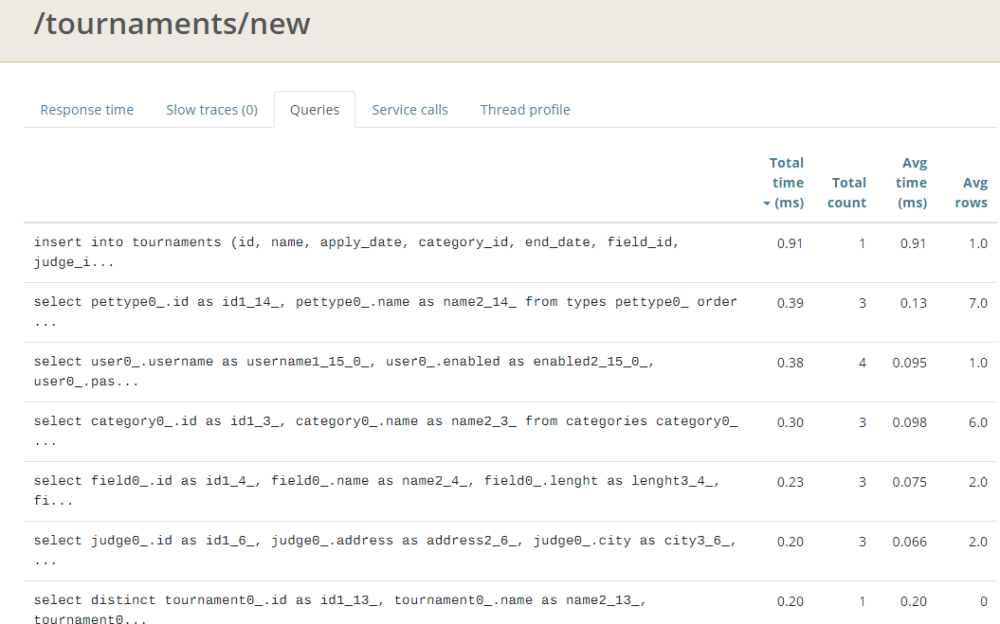 /tournaments/new
Response time Slow traces (0) Queries Service calls Thread profile
Total Avg
time Total time Avg
(ms) count (ms) rows
insert into tournaments (id, name, apply_date, category_id, end_date, field_id, 0.91 1 0.91 1.0
judge_i...
select pettype0_.id as id1_14_, pettype0_.name as name2_14_ from types pettype0_ order 0.39 3 0.13 7.0
...
select user0_.username as username1_15_0_, user0_.enabled as enabled2_15_0_, 0.38 4 0.095 1.0
user0_.pas...
select category0_.id as id1_3_, category0_.name as name2_3_ from categories category0_ 0.30 3 0.098 6.0
...
select field0_.id as id1_4_, field0_.name as name2_4_, field0_.lenght as lenght3_4_, 0.23 3 0.075 2.0
fi...
select judge0_.id as id1_6_, judge0_.address as address2_6_, judge0_.city as city3_6_, 0.20 3 0.066 2.0
...
select distinct tournament0_.id as id1_13_, tournament0_.name as name2_13_, 0.20 1 0.20 0
tournament0...